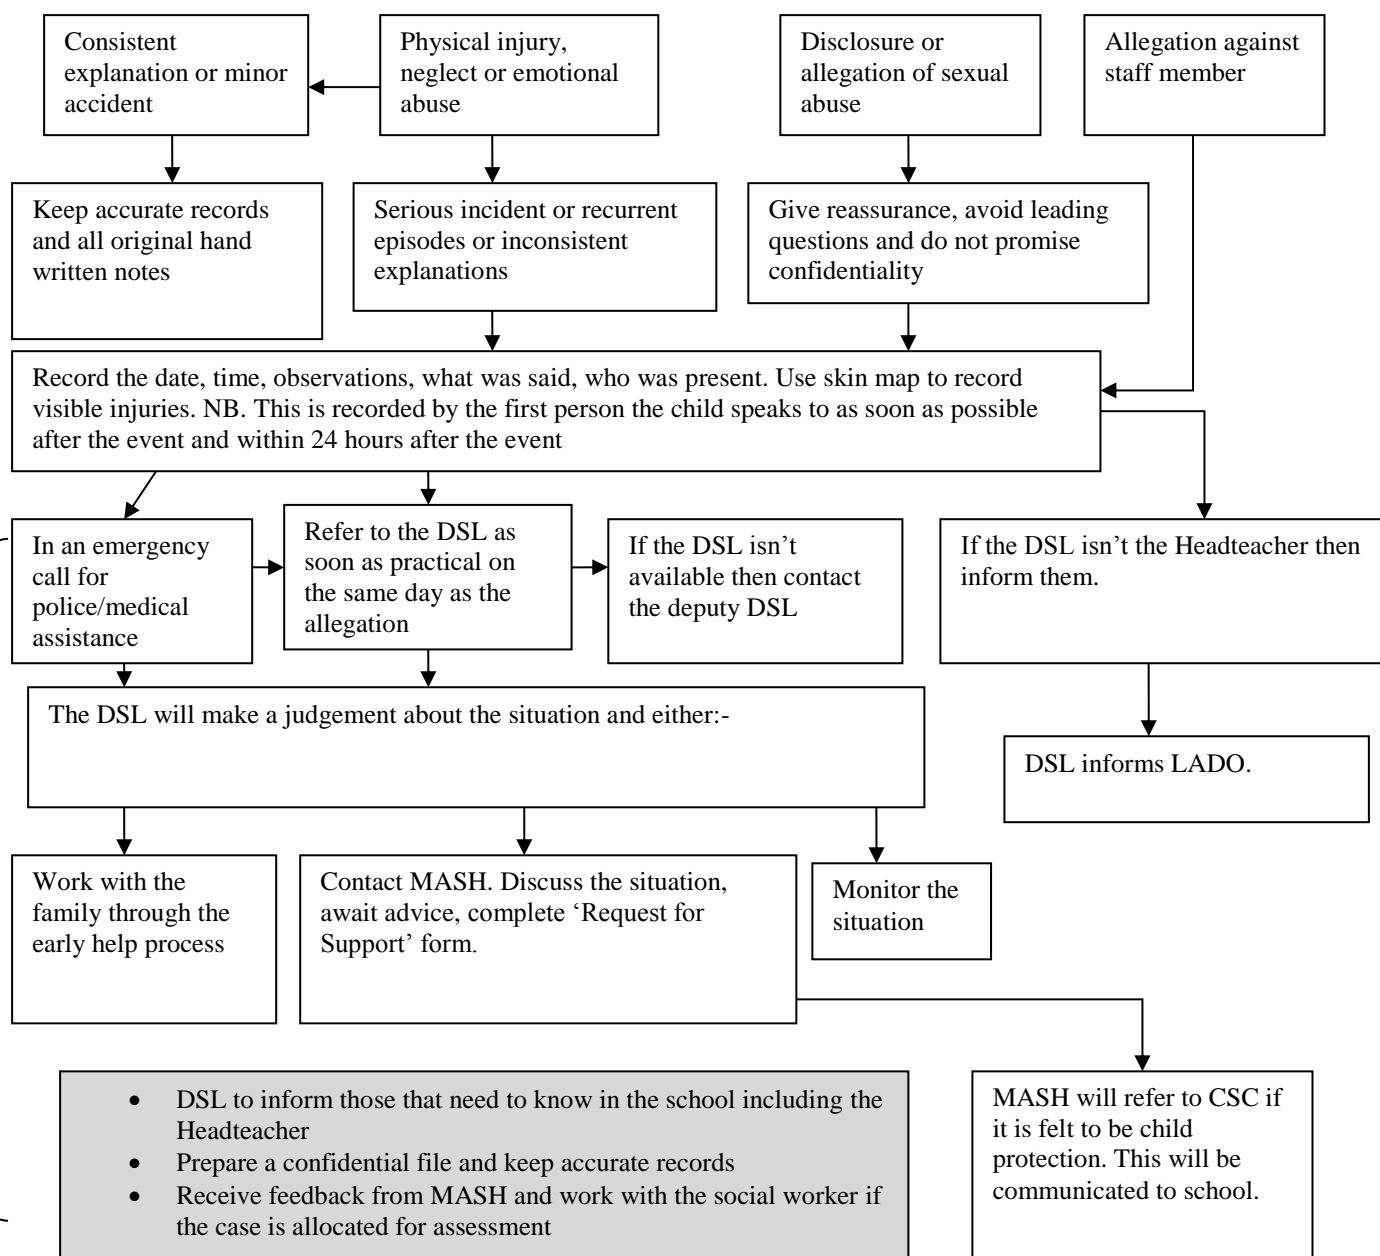 Consistent
explanation or minor
accident
Physical injury,
neglect or emotional
abuse
Disclosure or
allegation of sexual
abuse
Allegation against
staff member
Keep accurate records
and all original hand
written notes
Serious incident or recurrent
episodes or inconsistent
explanations
Give reassurance, avoid leading
questions and do not promise
confidentiality
Record the date, time, observations, what was said, who was present. Use skin map to record
visible injuries. NB. This is recorded by the first person the child speaks to as soon as possible
after the event and within 24 hours after the event
In an emergency
call for
police/medical
assistance
Refer to the DSL as
soon as practical on
the same day as the
allegation
If the DSL isn't
available then contact
the deputy DSL
If the DSL isn't the Headteacher then
inform them.
The DSL will make a judgement about the situation and either:-
DSL informs LADO.
Work with the
family through the
early help process
Contact MASH. Discuss the situation,
await advice, complete ‘Request for
Support’ form.
Monitor the
situation
• DSL to inform those that need to know in the school including the
Headteacher
• Prepare a confidential file and keep accurate records
• Receive feedback from MASH and work with the social worker if
the case is allocated for assessment
MASH will refer to CSC if
it is felt to be child
protection. This will be
communicated to school.